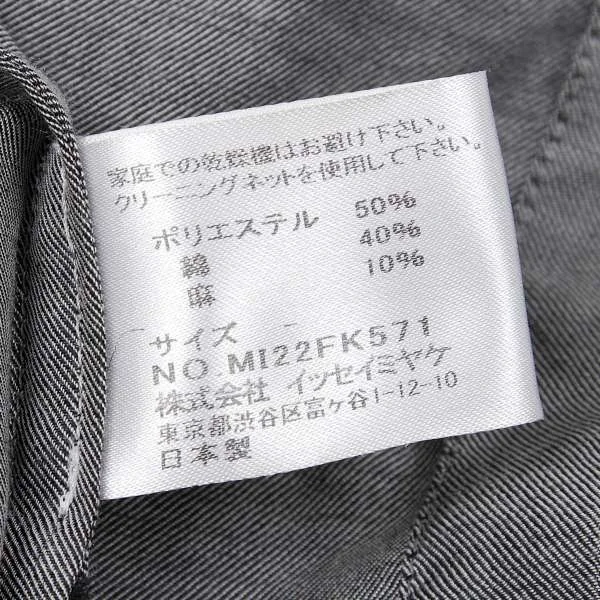 家庭での乾燥機はお避け下さい。
クリーニングネットを使用して下さい。
ポリエステル 50%
綿 40%
麻 10%
サイズ -
NO.MI22FK571
株式会社 イッセイミヤケ
東京都渋谷区富ヶ谷1-12-10
日本製